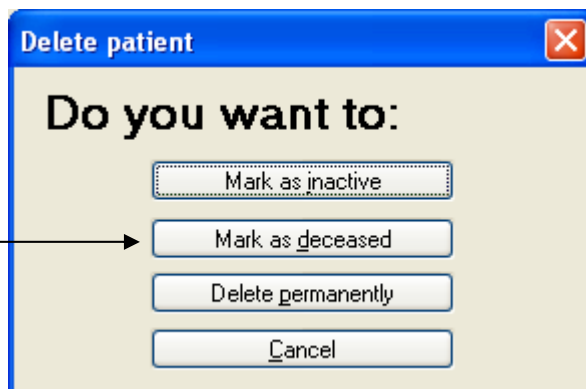 Delete patient
Do you want to:
Mark as inactive
Mark as deceased
Delete permanently
Cancel